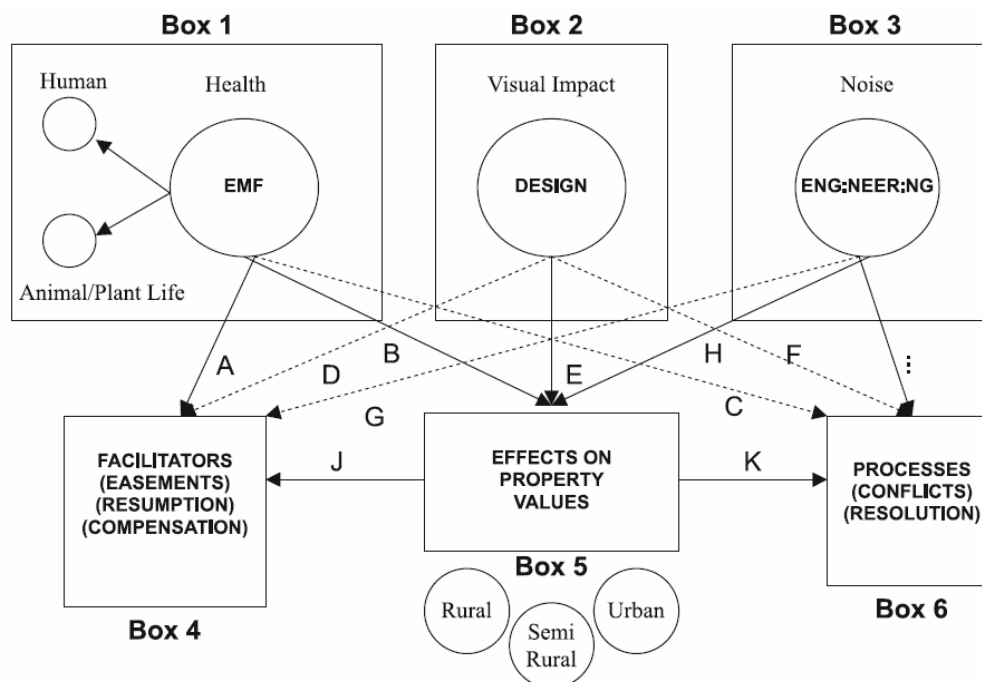 Box 1
Box 2
Box 3
Human
Health
Visual Impact
Noise
EMF
DESIGN
ENG:NEER:NG
Animal/Plant Life
A
B
C
D
E
F
G
H
:
J
K
FACILITATORS
(EASEMENTS)
(RESUMPTION)
(COMPENSATION)
EFFECTS ON
PROPERTY
VALUES
PROCESSES
(CONFLICTS)
(RESOLUTION)
Box 4
Box 5
Box 6
Rural
Semi
Rural
Urban